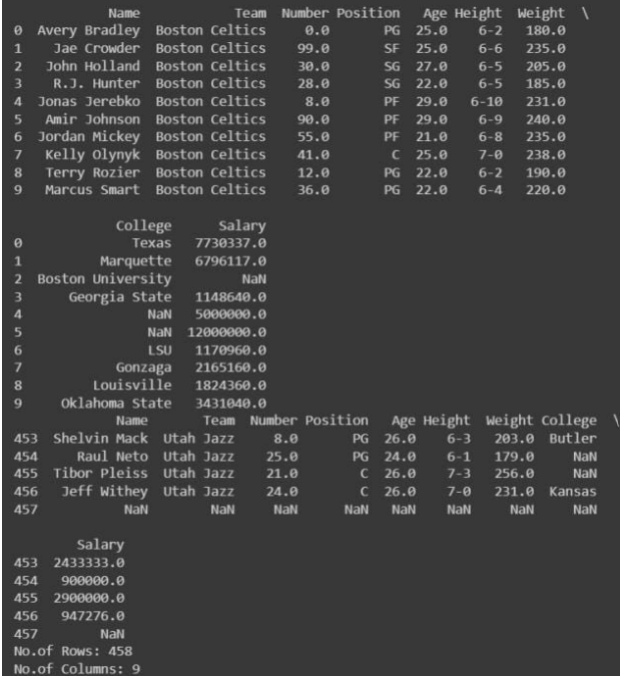 Name Team Number Position Age Height Weight \
0 Avery Bradley Boston Celtics 0.0 PG 25.0 6-2 180.0
1 Jae Crowder Boston Celtics 99.0 SF 25.0 6-6 235.0
2 John Holland Boston Celtics 30.0 SG 27.0 6-5 205.0
3 R.J. Hunter Boston Celtics 28.0 SG 22.0 6-5 185.0
4 Jonas Jerebko Boston Celtics 8.0 PF 29.0 6-10 231.0
5 Amir Johnson Boston Celtics 90.0 PF 29.0 6-9 240.0
6 Jordan Mickey Boston Celtics 55.0 PF 21.0 6-8 235.0
7 Kelly Olynyk Boston Celtics 41.0 C 25.0 7-0 238.0
8 Terry Rozier Boston Celtics 12.0 PG 22.0 6-2 190.0
9 Marcus Smart Boston Celtics 36.0 PG 22.0 6-4 220.0
College Salary
0 Texas 7730337.0
1 Marquette 6796117.0
2 Boston University NaN
3 Georgia State 1148640.0
4 NaN 5000000.0
5 NaN 12000000.0
6 LSU 1170960.0
7 Gonzaga 2165160.0
8 Louisville 1824360.0
9 Oklahoma State 3431040.0
Name Team Number Position Age Height Weight College \
453 Shelvin Mack Utah Jazz 8.0 PG 26.0 6-3 203.0 Butler
454 Raul Neto Utah Jazz 25.0 PG 24.0 6-1 179.0 NaN
455 Tibor Pleiss Utah Jazz 21.0 C 26.0 7-3 256.0 NaN
456 Jeff Withey Utah Jazz 24.0 C 26.0 7-0 231.0 Kansas
457 NaN NaN NaN NaN NaN NaN NaN NaN
Salary
453 2433333.0
454 900000.0
455 2900000.0
456 947276.0
457 NaN
No.of Rows: 458
No.of Columns: 9